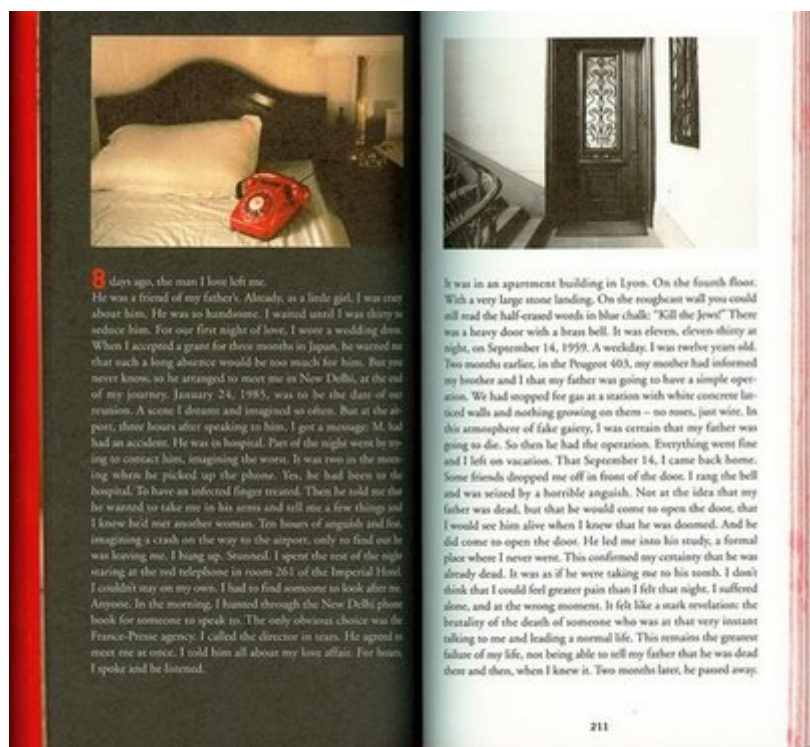 8 days ago, the man I love left me.
He was a friend of my father's. Already, as a little girl, I was crazy
about him. He was so handsome. I waited until I was thirty to
seduce him. For our first night of love, I wore a wedding dress.
When I accepted a grant for three months in Japan, he warned me
that such a long absence would be too much for him. But you
never know, so he arranged to meet me in New Delhi, at the end
of my journey. January 24, 1985, was to be the date of our
reunion. A scene I dreamt and imagined so often. But at the air-
port, three hours after speaking to him, I got a message: M. had
had an accident. He was in hospital. Part of the night went by try-
ing to contact him, imagining the worst. It was two in the morn-
ing when he picked up the phone. Yes, he had been to the
hospital. To have an infected finger treated. Then he told me that
he wanted to take me in his arms and tell me a few things and
I knew he'd met another woman. Ten hours of anguish and fear,
imagining a crash on the way to the airport, only to find out he
was leaving me. I hung up. Stunned. I spent the rest of the night
staring at the red telephone in room 261 of the Imperial Hotel.
I couldn't stay on my own. I had to find someone to look after me.
Anyone. In the morning, I hunted through the New Delhi phone
book for someone to speak to. The only obvious choice was the
France-Presse agency. I called the director in tears. He agreed to
meet me at once. I told him all about my love affair. For hours,
I spoke and he listened.
It was in an apartment building in Lyon. On the fourth floor.
With a very large stone landing. On the roughcast wall you could
still read the half-erased words in blue chalk: "Kill the Jews!" There
was a heavy door with a brass bell. It was eleven, eleven-thirty at
night, on September 14, 1959. A weekday. I was twelve years old.
Two months earlier, in the Peugeot 403, my mother had informed
my brother and I that my father was going to have a simple oper-
ation. We had stopped for gas at a station with white concrete lat-
ticed walls and nothing growing on them – no roses, just wire. In
this atmosphere of fake gaiety, I was certain that my father was
going to die. So then he had the operation. Everything went fine
and I left on vacation. That September 14, I came back home.
Some friends dropped me off in front of the door. I rang the bell
and was seized by a horrible anguish. Not at the idea that my
father was dead, but that he would come to open the door, that
I would see him alive when I knew that he was doomed. And he
did come to open the door. He led me into his study, a formal
place where I never went. This confirmed my certainty that he was
already dead. It was as if he were taking me to his tomb. I don't
think that I could feel greater pain than I felt that night. I suffered
alone, and at the wrong moment. It felt like a stark revelation: the
brutality of the death of someone who was at that very instant
talking to me and leading a normal life. This remains the greatest
failure of my life, not being able to tell my father that he was dead
there and then, when I knew it. Two months later, he passed away.
211